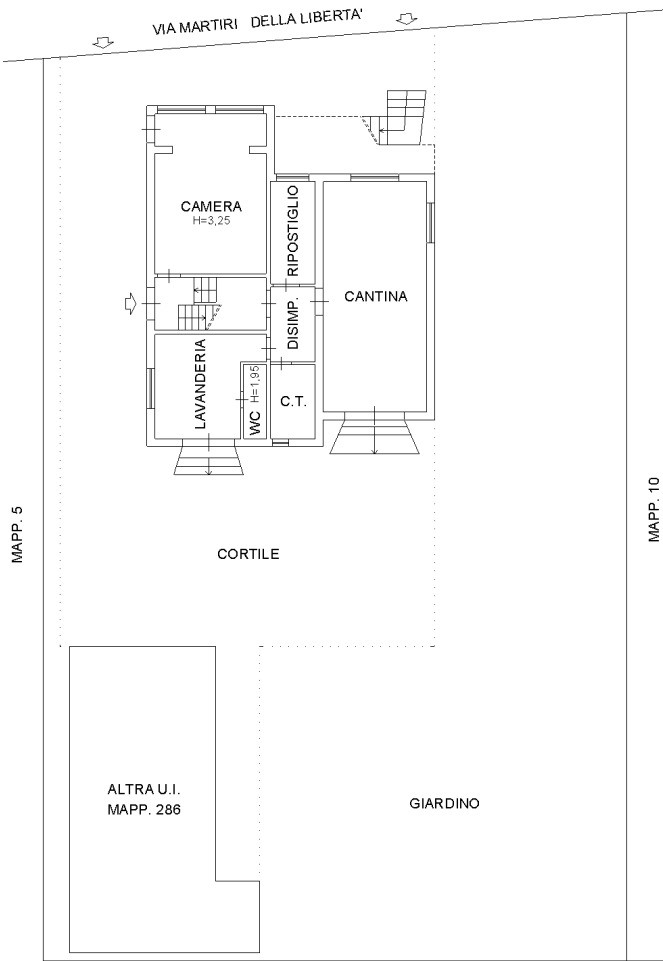 VIA MARTIRI DELLA LIBERTA'
CAMERA
H=3,25
RIPOSTIGLIO
CANTINA
DISIMP.
LAVANDERIA
WC
H=1,95
C.T.
MAPP. 5
MAPP. 10
CORTILE
ALTRA U.I.
MAPP. 286
GIARDINO